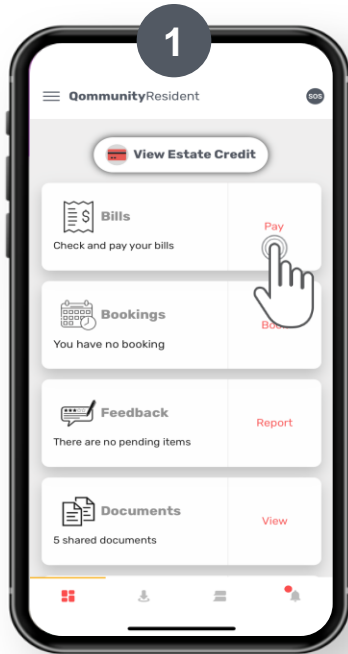 1
QommunityResident
SOS
View Estate Credit
Bills
Pay
Check and pay your bills
Bookings
You have no booking
Feedback
Report
There are no pending items
Documents
View
5 shared documents